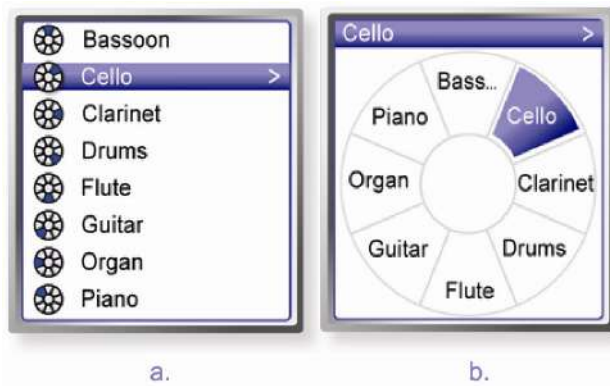 Bassoon
Cello >
Clarinet
Drums
Flute
Guitar
Organ
Piano
a.
Cello >
Bass...
Cello
Clarinet
Drums
Flute
Guitar
Organ
Piano
b.